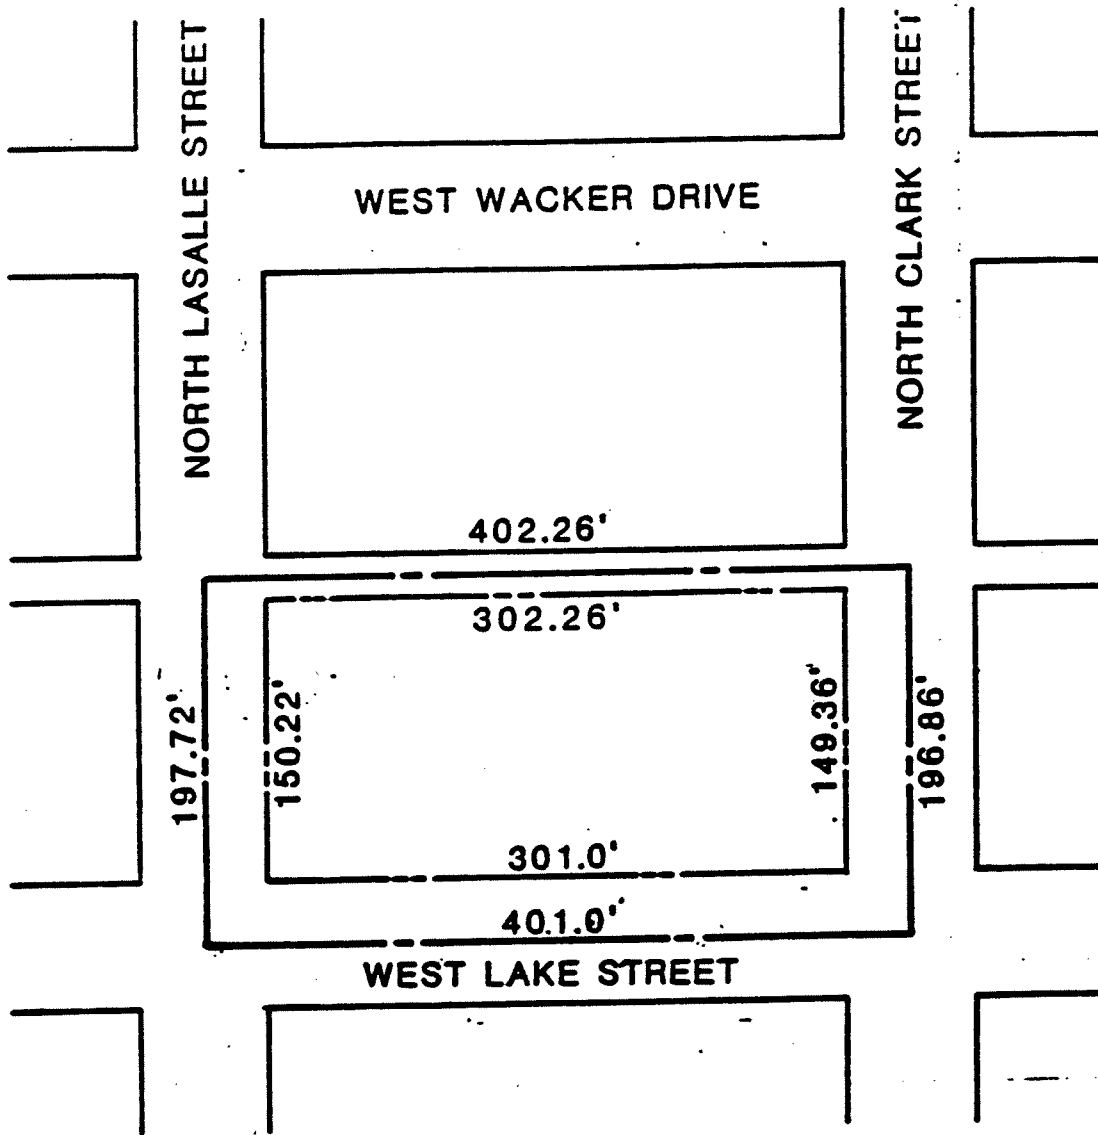 NORTH LASALLE STREET
NORTH CLARK STREET
WEST WACKER DRIVE
402.26'
302.26'
197.72'
150.22'
149.36'
196.86'
301.0'
401.0'
WEST LAKE STREET